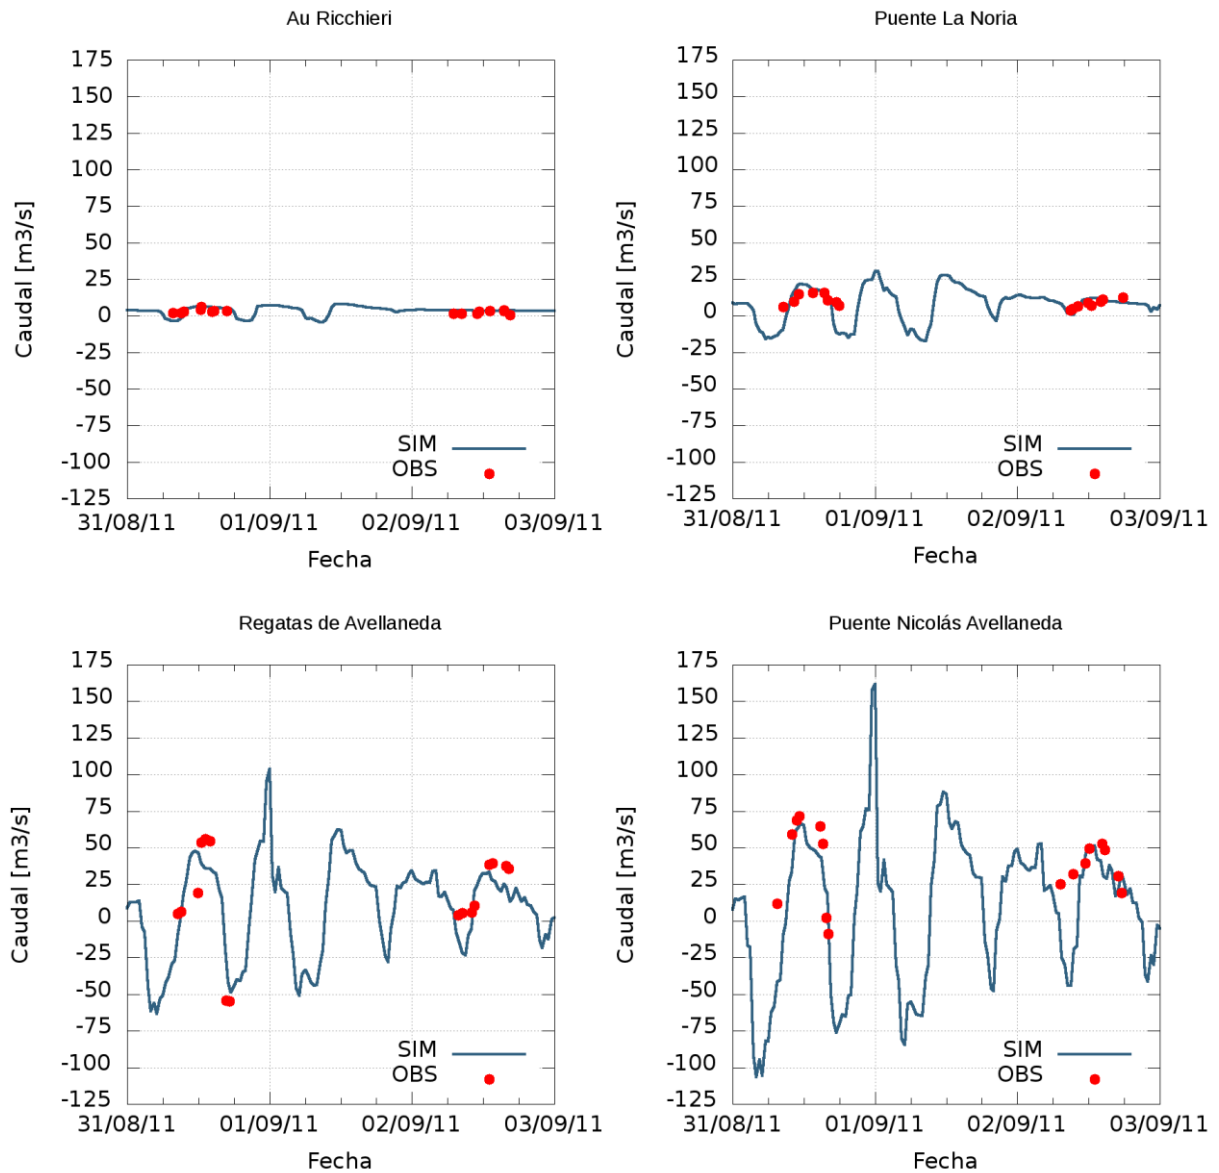 Au Ricchieri
175
150
125
100
75
50
25
0
-25
-50
-75
-100
-125
Caudal [m3/s]
SIM
OBS
31/08/11 01/09/11 02/09/11 03/09/11
Fecha
Puente La Noria
175
150
125
100
75
50
25
0
-25
-50
-75
-100
-125
Caudal [m3/s]
SIM
OBS
31/08/11 01/09/11 02/09/11 03/09/11
Fecha
Regatas de Avellaneda
175
150
125
100
75
50
25
0
-25
-50
-75
-100
-125
Caudal [m3/s]
SIM
OBS
31/08/11 01/09/11 02/09/11 03/09/11
Fecha
Puente Nicolás Avellaneda
175
150
125
100
75
50
25
0
-25
-50
-75
-100
-125
Caudal [m3/s]
SIM
OBS
31/08/11 01/09/11 02/09/11 03/09/11
Fecha